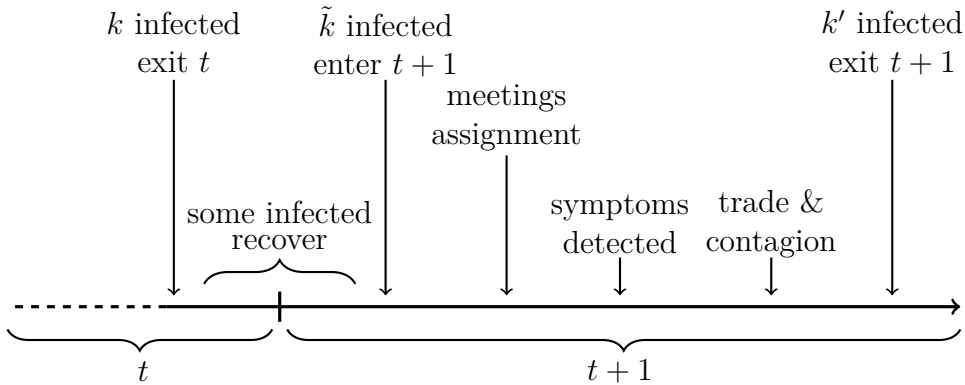 k infected
exit t
k̃ infected
enter t + 1
meetings
assignment
k′ infected
exit t + 1
some infected
recover
symptoms
detected
trade &
contagion
t
t + 1